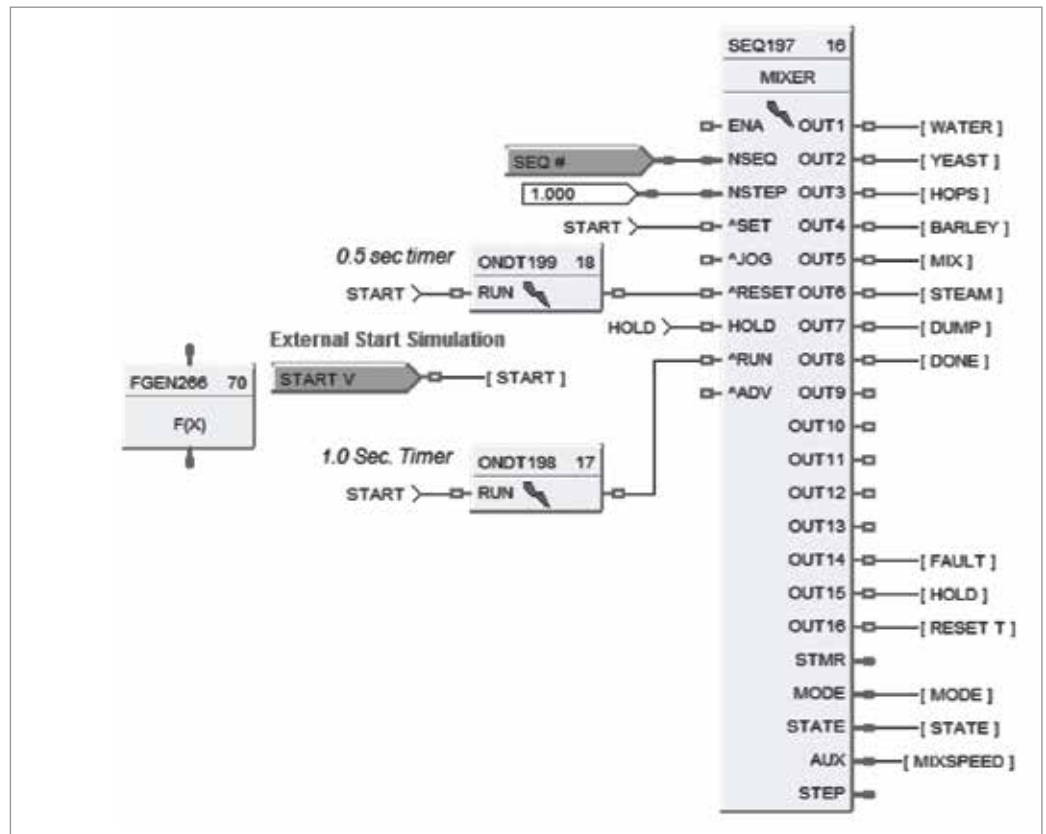 SEQ197 16
MIXER
ENA OUT1 [ WATER ]
SEQ # NSEQ OUT2 [ YEAST ]
1.000 NSTEP OUT3 [ HOPS ]
START ^SET OUT4 [ BARLEY ]
0.5 sec timer ONDT199 18 ^JOG OUT5 [ MIX ]
START RUN ^RESET OUT6 [ STEAM ]
HOLD HOLD OUT7 [ DUMP ]
External Start Simulation
^RUN OUT8 [ DONE ]
FGEN266 70 START V [ START ] ^ADV OUT9
F(X) OUT10
1.0 Sec. Timer ONDT198 17 OUT11
START RUN OUT12
OUT13
OUT14 [ FAULT ]
OUT15 [ HOLD ]
OUT16 [ RESET T ]
STMR
MODE [ MODE ]
STATE [ STATE ]
AUX [ MIXSPEED ]
STEP